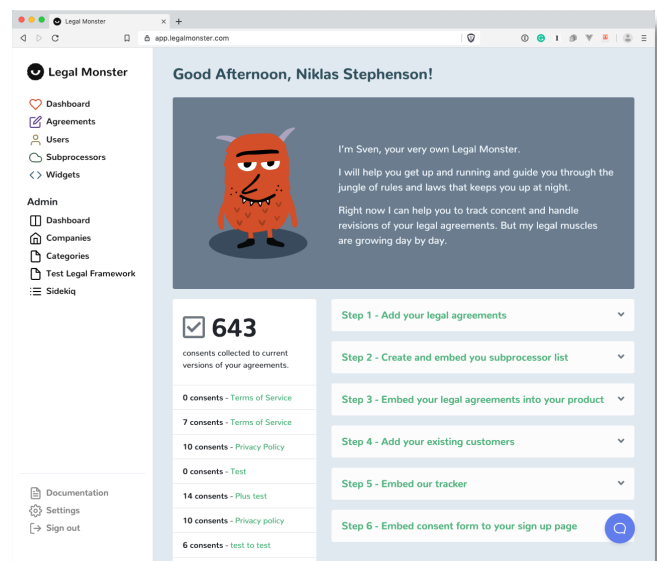 Legal Monster
app.legalmonster.com
Legal Monster
Dashboard
Agreements
Users
Subprocessors
Widgets
Admin
Dashboard
Companies
Categories
Test Legal Framework
Sidekiq
Documentation
Settings
Sign out
Good Afternoon, Niklas Stephenson!
I'm Sven, your very own Legal Monster.
I will help you get up and running and guide you through the
jungle of rules and laws that keeps you up at night.
Right now I can help you to track concent and handle
revisions of your legal agreements. But my legal muscles
are growing day by day.
643
consents collected to current
versions of your agreements.
0 consents - Terms of Service
7 consents - Terms of Service
10 consents - Privacy Policy
0 consents - Test
14 consents - Plus test
10 consents - Privacy policy
6 consents - test to test
Step 1 - Add your legal agreements
Step 2 - Create and embed you subprocessor list
Step 3 - Embed your legal agreements into your product
Step 4 - Add your existing customers
Step 5 - Embed our tracker
Step 6 - Embed consent form to your sign up page